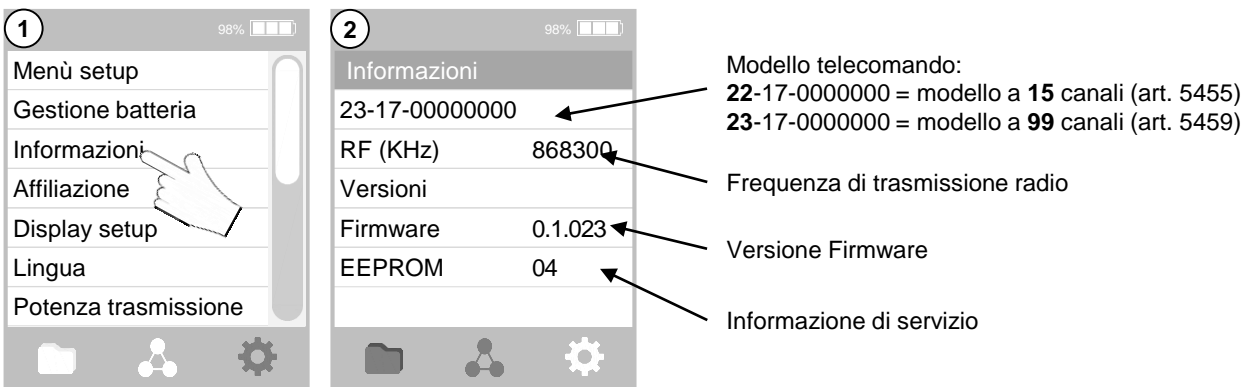 1
98%
Menù setup
Gestione batteria
Informazioni
Affiliazione
Display setup
Lingua
Potenza trasmissione
2
98%
Informazioni
23-17-00000000
RF (KHz) 868300
Versioni
Firmware 0.1.023
EEPROM 04
Modello telecomando:
22-17-0000000 = modello a 15 canali (art. 5455)
23-17-0000000 = modello a 99 canali (art. 5459)
Frequenza di trasmissione radio
Versione Firmware
Informazione di servizio